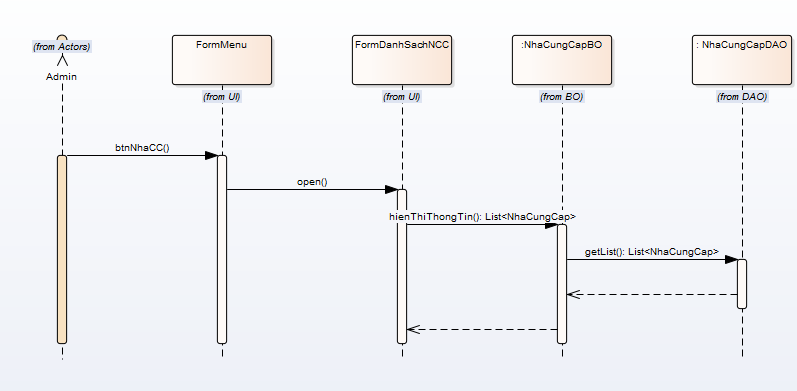 (from Actors)
Admin
FormMenu
(from UI)
FormDanhSachNCC
(from UI)
:NhaCungCapBO
(from BO)
: NhaCungCapDAO
(from DAO)
btnNhaCC()
open()
hienThiThongTin(): List<NhaCungCap>
getList(): List<NhaCungCap>